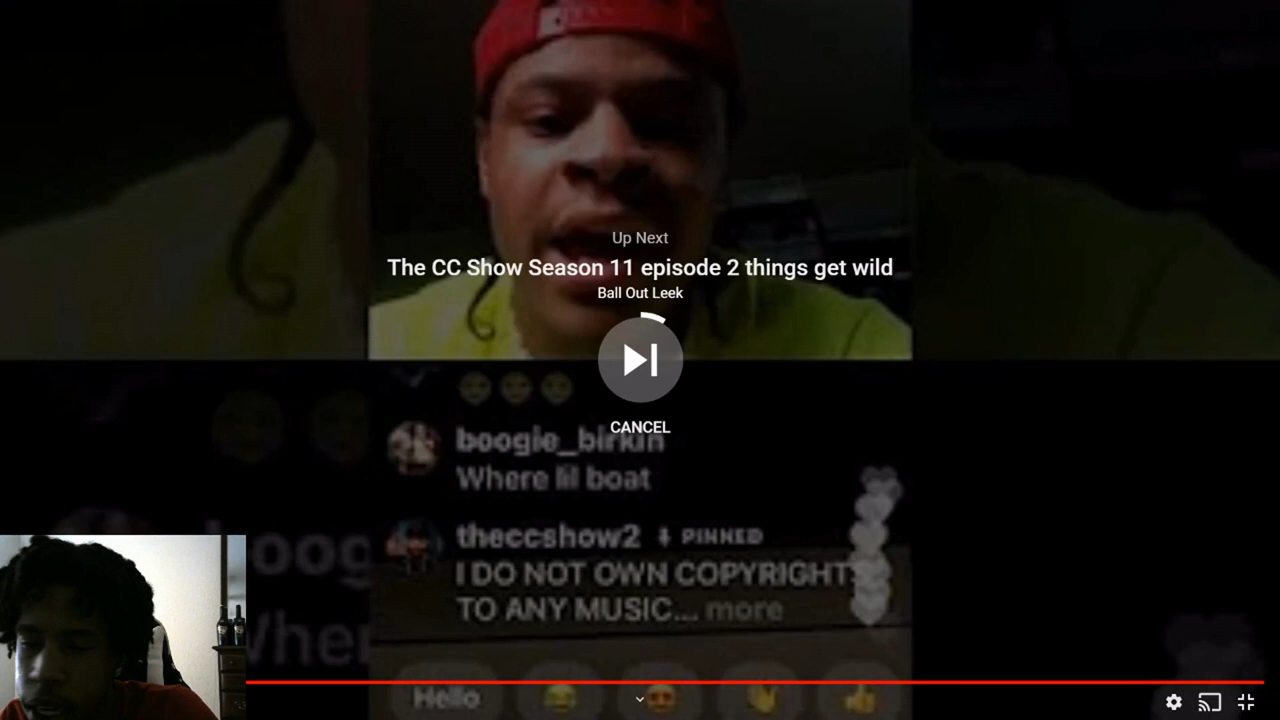 Up Next
The CC Show Season 11 episode 2 things get wild
Ball Out Leek
CANCEL
boogie_birkin
Where lil boat
theccshow2 PINNED
I DO NOT OWN COPYRIGHTS
TO ANY MUSIC... more
Hello